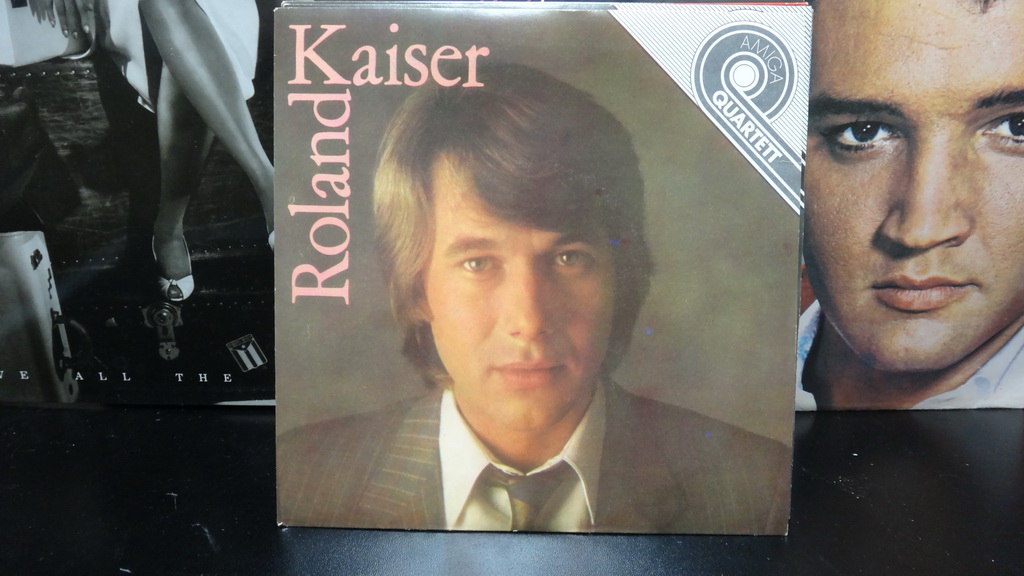 Kaiser
Roland
AMIGA
QUARTETT
VE ALL THE